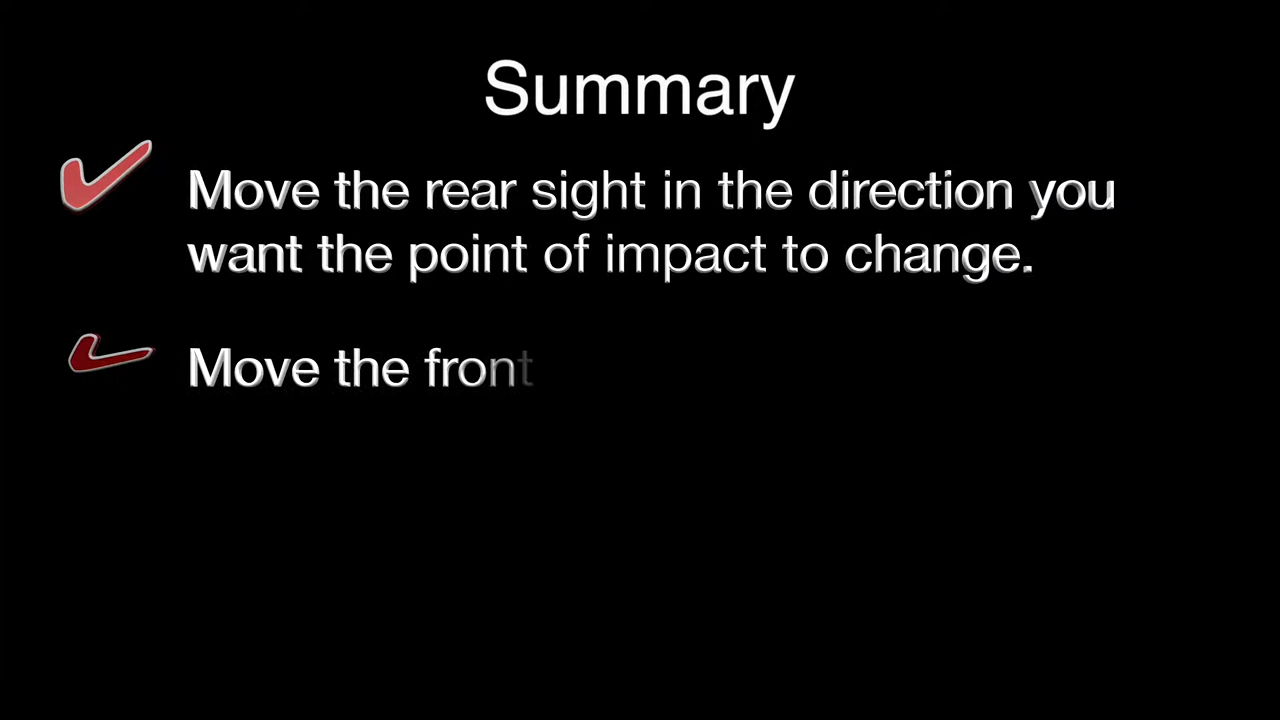 Summary
Move the rear sight in the direction you
want the point of impact to change.
Move the front